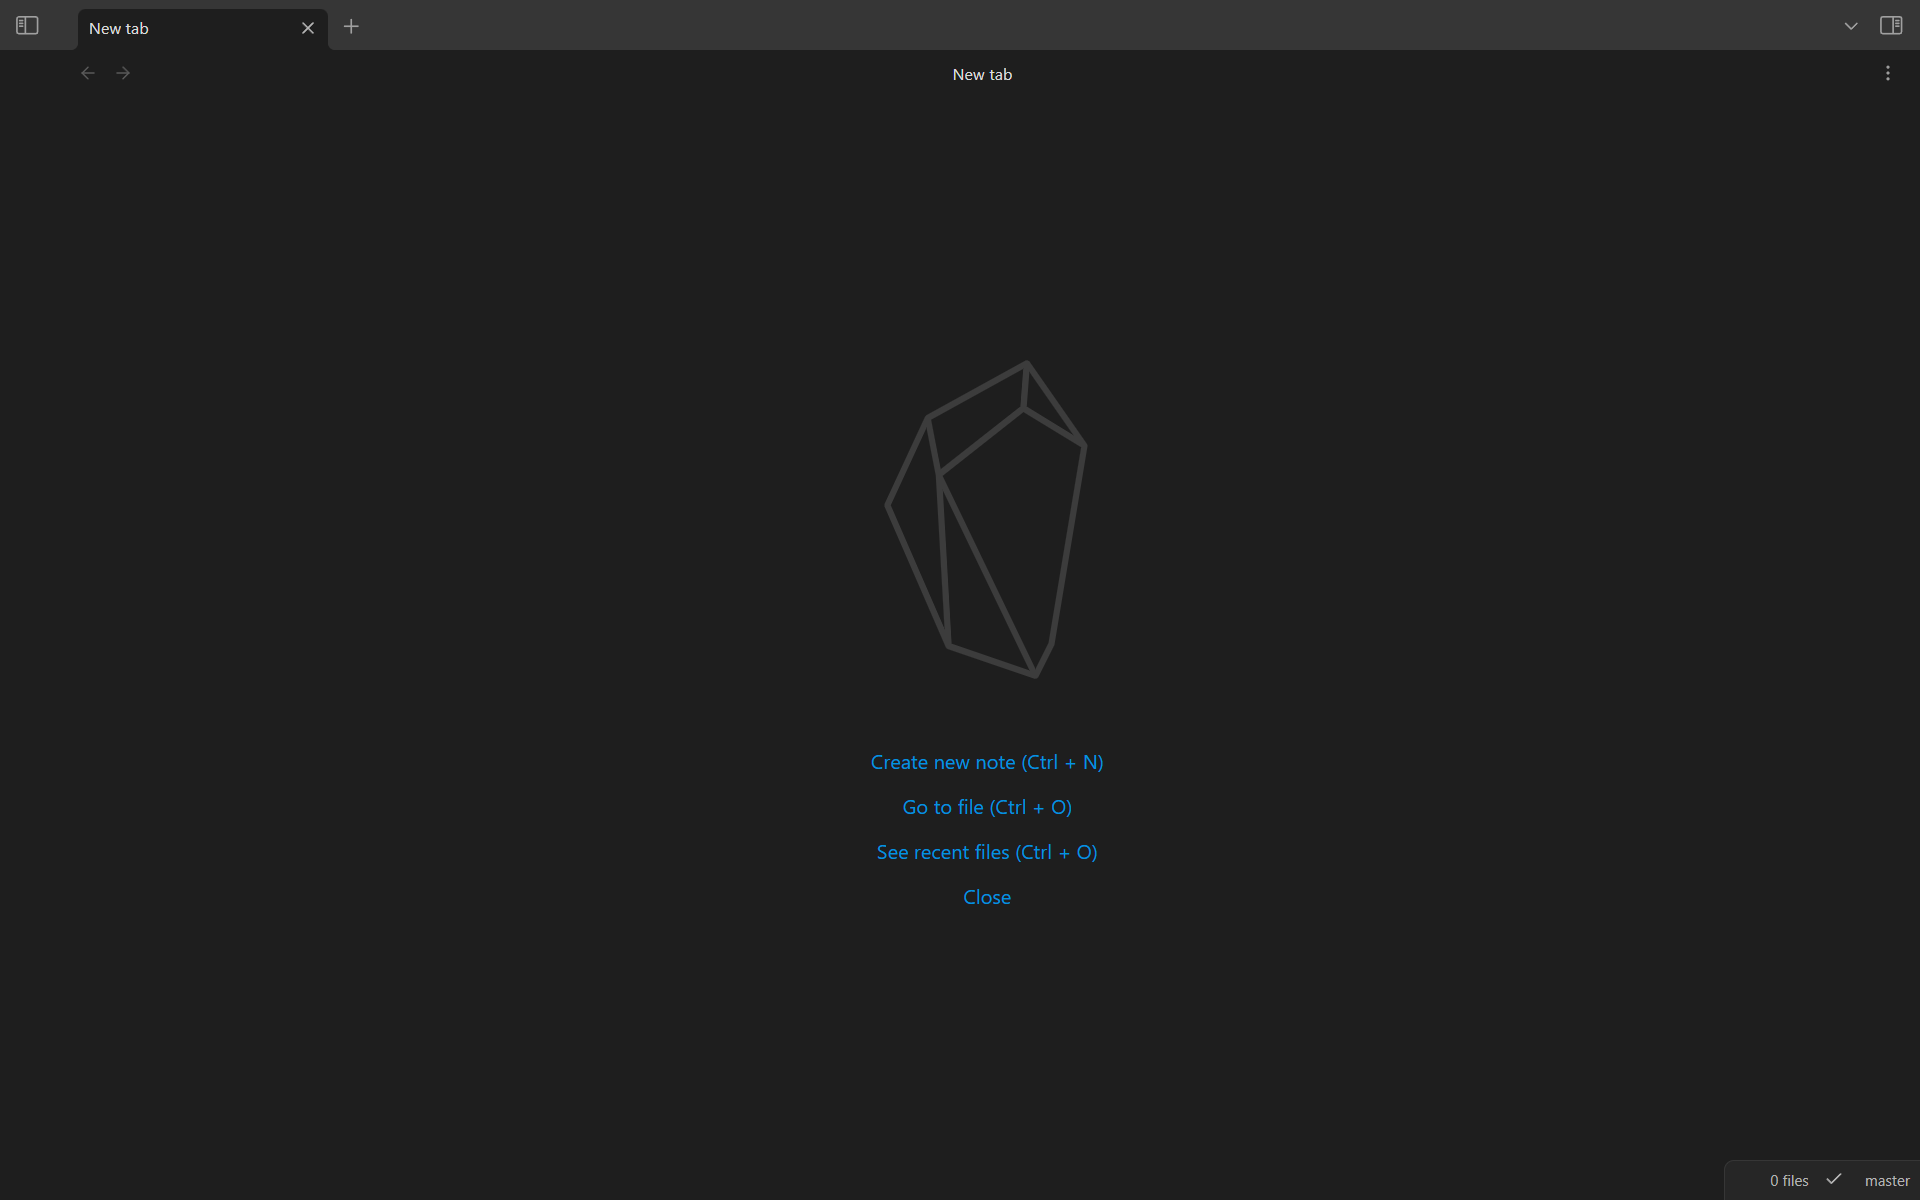 New tab
New tab
Create new note (Ctrl + N)
Go to file (Ctrl + O)
See recent files (Ctrl + O)
Close
0 files master